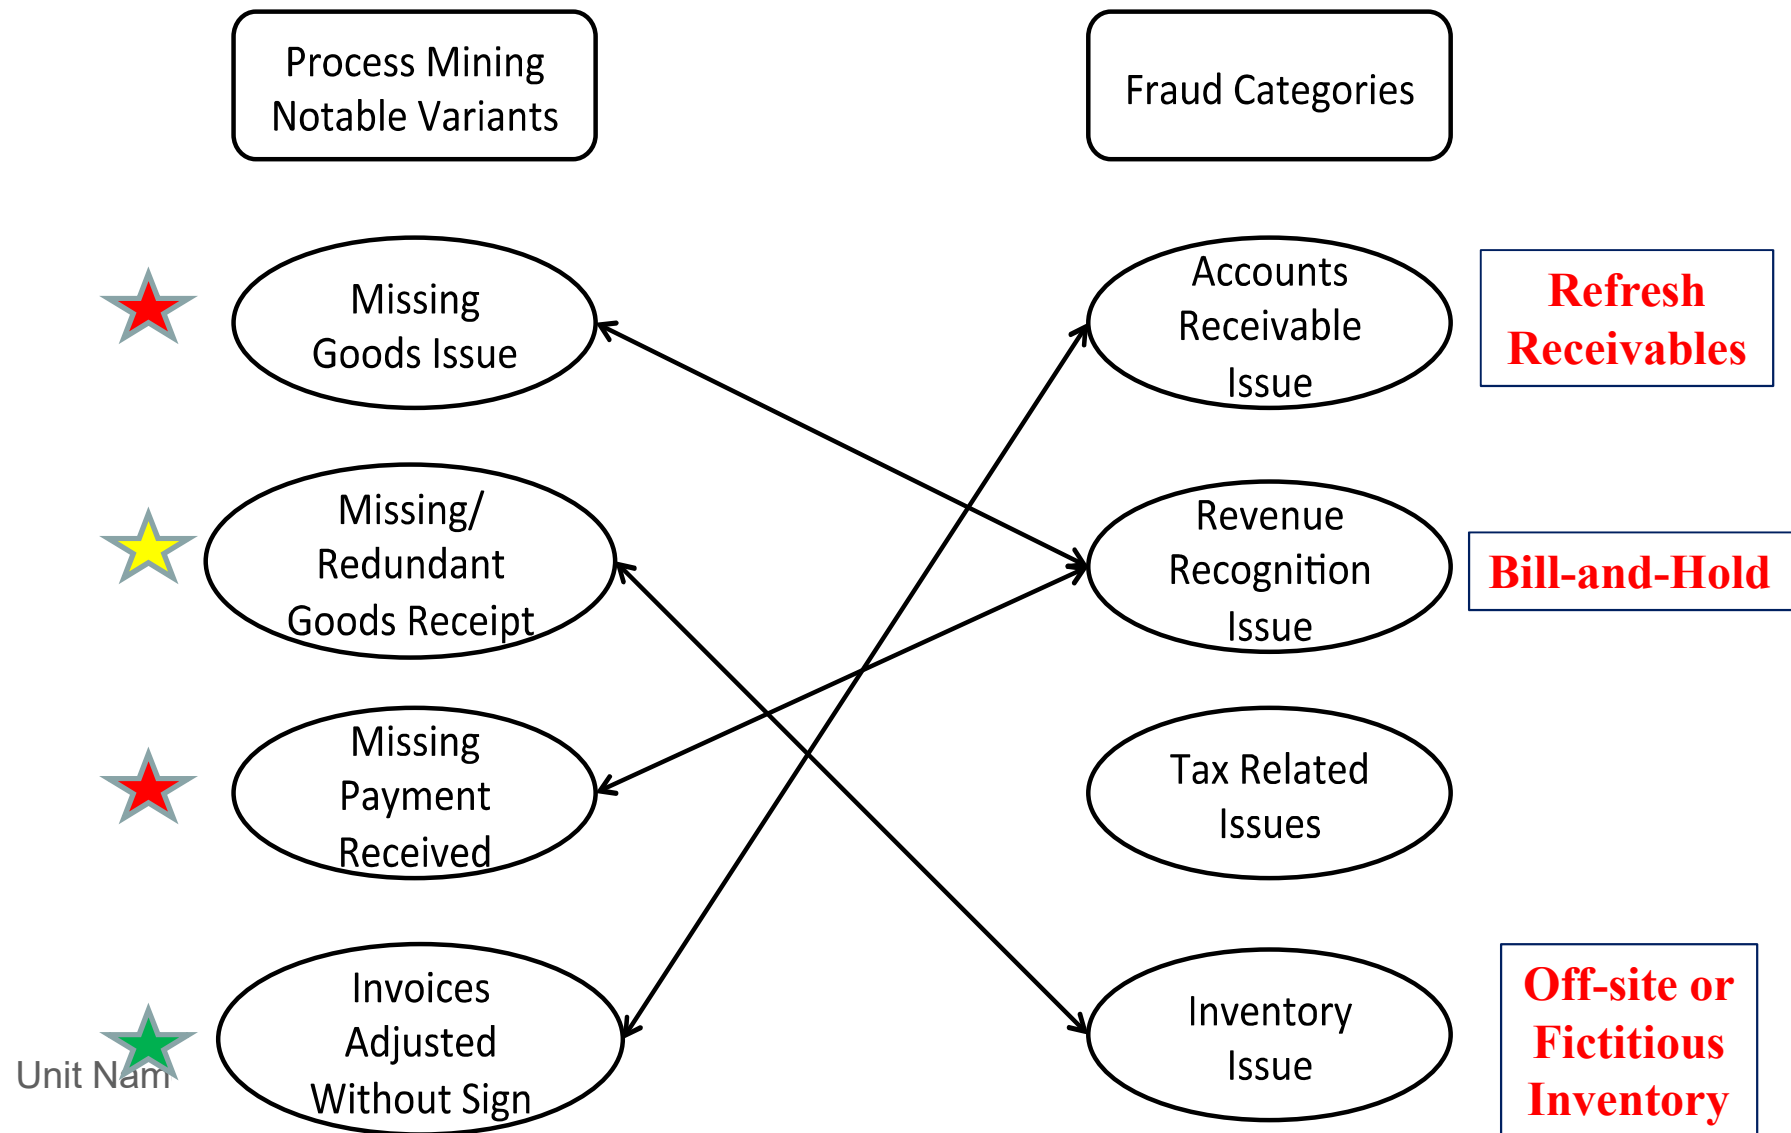 Process Mining
Notable Variants
Fraud Categories
Missing
Goods Issue
Accounts
Receivable
Issue
Refresh
Receivables
Missing/
Redundant
Goods Receipt
Revenue
Recognition
Issue
Bill-and-Hold
Missing
Payment
Received
Tax Related
Issues
Invoices
Adjusted
Without Sign
Inventory
Issue
Off-site or
Fictitious
Inventory
Unit Nam